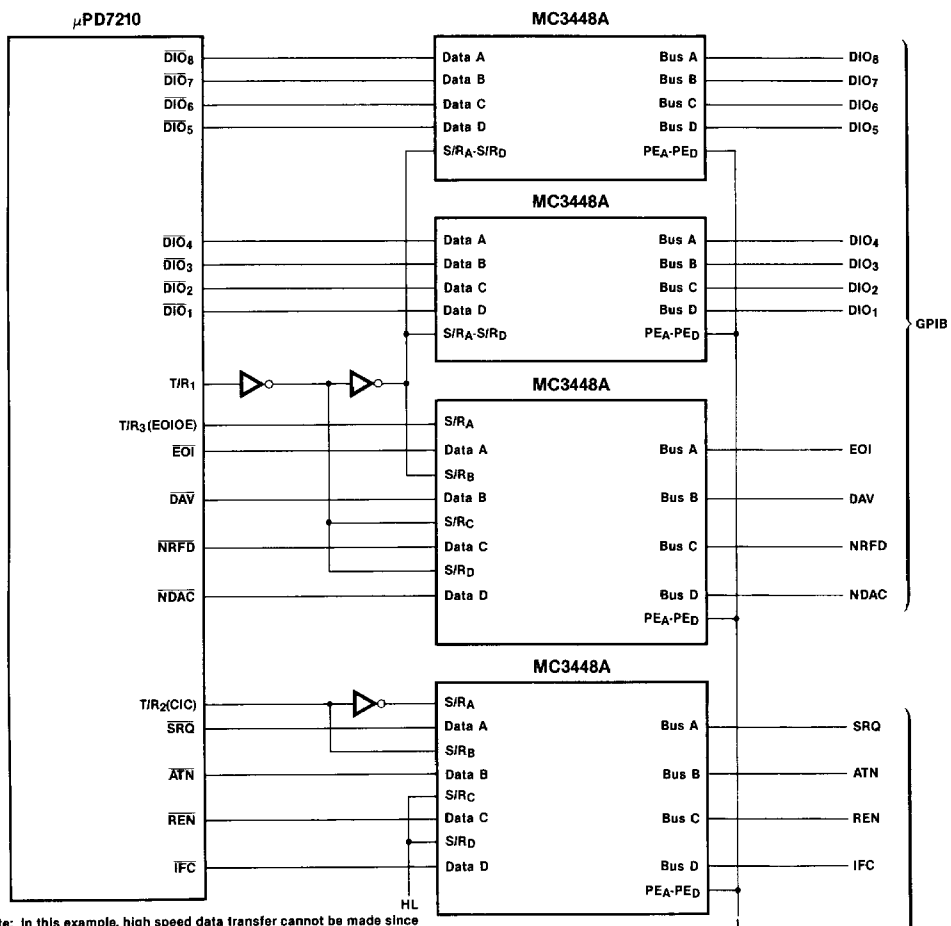 μPD7210
MC3448A
DIO8 Data A Bus A DIO8
DIO7 Data B Bus B DIO7
DIO6 Data C Bus C DIO6
DIO5 Data D Bus D DIO5
S/RA-S/RD PEA-PED
MC3448A
DIO4 Data A Bus A DIO4
DIO3 Data B Bus B DIO3
DIO2 Data C Bus C DIO2
DIO1 Data D Bus D DIO1
GPIB
S/RA-S/RD PEA-PED
T/R1
MC3448A
T/R3(EOIOE) S/RA
EOI Data A Bus A EOI
S/RB
DAV Data B Bus B DAV
S/RC
NRFD Data C Bus C NRFD
S/RD
NDAC Data D Bus D NDAC
PEA-PED
MC3448A
T/R2(CIC) S/RA
SRQ Data A Bus A SRQ
S/RB
ATN Data B Bus B ATN
S/RC
REN Data C Bus C REN
S/RD
IFC Data D Bus D IFC
PEA-PED
HL
te: In this example, high speed data transfer cannot be made since